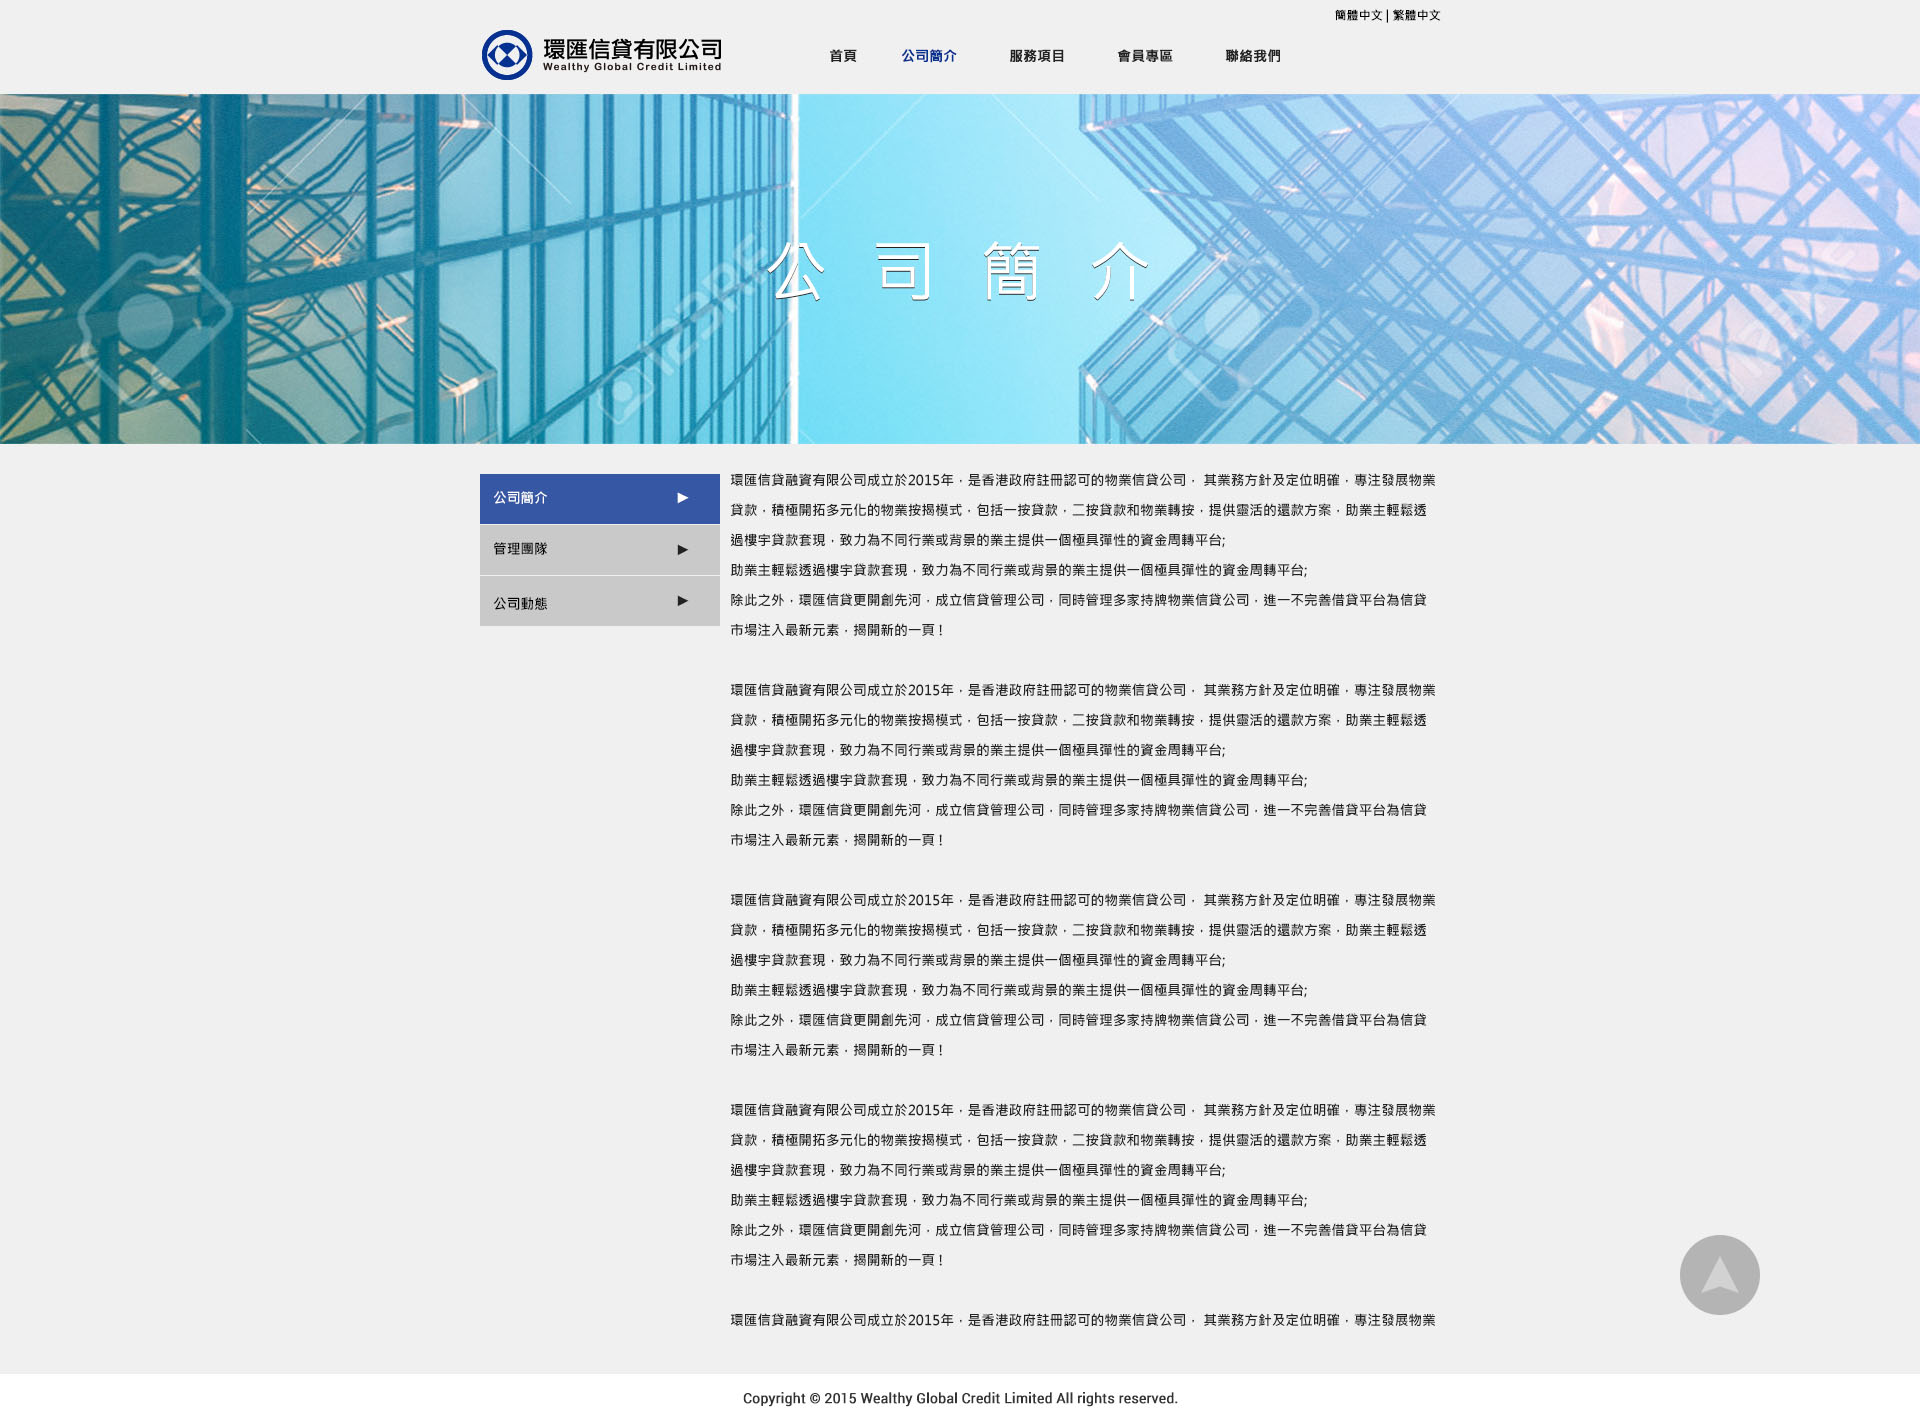 簡體中文 | 繁體中文
環匯信貸有限公司
Wealthy Global Credit Limited
首頁 公司簡介 服務項目 會員專區 聯絡我們
123RF
公司簡介
公司簡介 ▶
管理團隊 ▶
公司動態 ▶
環匯信貸融資有限公司成立於2015年，是香港政府註冊認可的物業信貸公司， 其業務方針及定位明確，專注發展物業
貸款，積極開拓多元化的物業按揭模式，包括一按貸款，二按貸款和物業轉按，提供靈活的還款方案，助業主輕鬆透
過樓宇貸款套現，致力為不同行業或背景的業主提供一個極具彈性的資金周轉平台;
助業主輕鬆透過樓宇貸款套現，致力為不同行業或背景的業主提供一個極具彈性的資金周轉平台;
除此之外，環匯信貸更開創先河，成立信貸管理公司，同時管理多家持牌物業信貸公司，進一不完善借貸平台為信貸
市場注入最新元素，揭開新的一頁！
環匯信貸融資有限公司成立於2015年，是香港政府註冊認可的物業信貸公司， 其業務方針及定位明確，專注發展物業
貸款，積極開拓多元化的物業按揭模式，包括一按貸款，二按貸款和物業轉按，提供靈活的還款方案，助業主輕鬆透
過樓宇貸款套現，致力為不同行業或背景的業主提供一個極具彈性的資金周轉平台;
助業主輕鬆透過樓宇貸款套現，致力為不同行業或背景的業主提供一個極具彈性的資金周轉平台;
除此之外，環匯信貸更開創先河，成立信貸管理公司，同時管理多家持牌物業信貸公司，進一不完善借貸平台為信貸
市場注入最新元素，揭開新的一頁！
環匯信貸融資有限公司成立於2015年，是香港政府註冊認可的物業信貸公司， 其業務方針及定位明確，專注發展物業
貸款，積極開拓多元化的物業按揭模式，包括一按貸款，二按貸款和物業轉按，提供靈活的還款方案，助業主輕鬆透
過樓宇貸款套現，致力為不同行業或背景的業主提供一個極具彈性的資金周轉平台;
助業主輕鬆透過樓宇貸款套現，致力為不同行業或背景的業主提供一個極具彈性的資金周轉平台;
除此之外，環匯信貸更開創先河，成立信貸管理公司，同時管理多家持牌物業信貸公司，進一不完善借貸平台為信貸
市場注入最新元素，揭開新的一頁！
環匯信貸融資有限公司成立於2015年，是香港政府註冊認可的物業信貸公司， 其業務方針及定位明確，專注發展物業
貸款，積極開拓多元化的物業按揭模式，包括一按貸款，二按貸款和物業轉按，提供靈活的還款方案，助業主輕鬆透
過樓宇貸款套現，致力為不同行業或背景的業主提供一個極具彈性的資金周轉平台;
助業主輕鬆透過樓宇貸款套現，致力為不同行業或背景的業主提供一個極具彈性的資金周轉平台;
除此之外，環匯信貸更開創先河，成立信貸管理公司，同時管理多家持牌物業信貸公司，進一不完善借貸平台為信貸
市場注入最新元素，揭開新的一頁！
環匯信貸融資有限公司成立於2015年，是香港政府註冊認可的物業信貸公司， 其業務方針及定位明確，專注發展物業
Copyright © 2015 Wealthy Global Credit Limited All rights reserved.